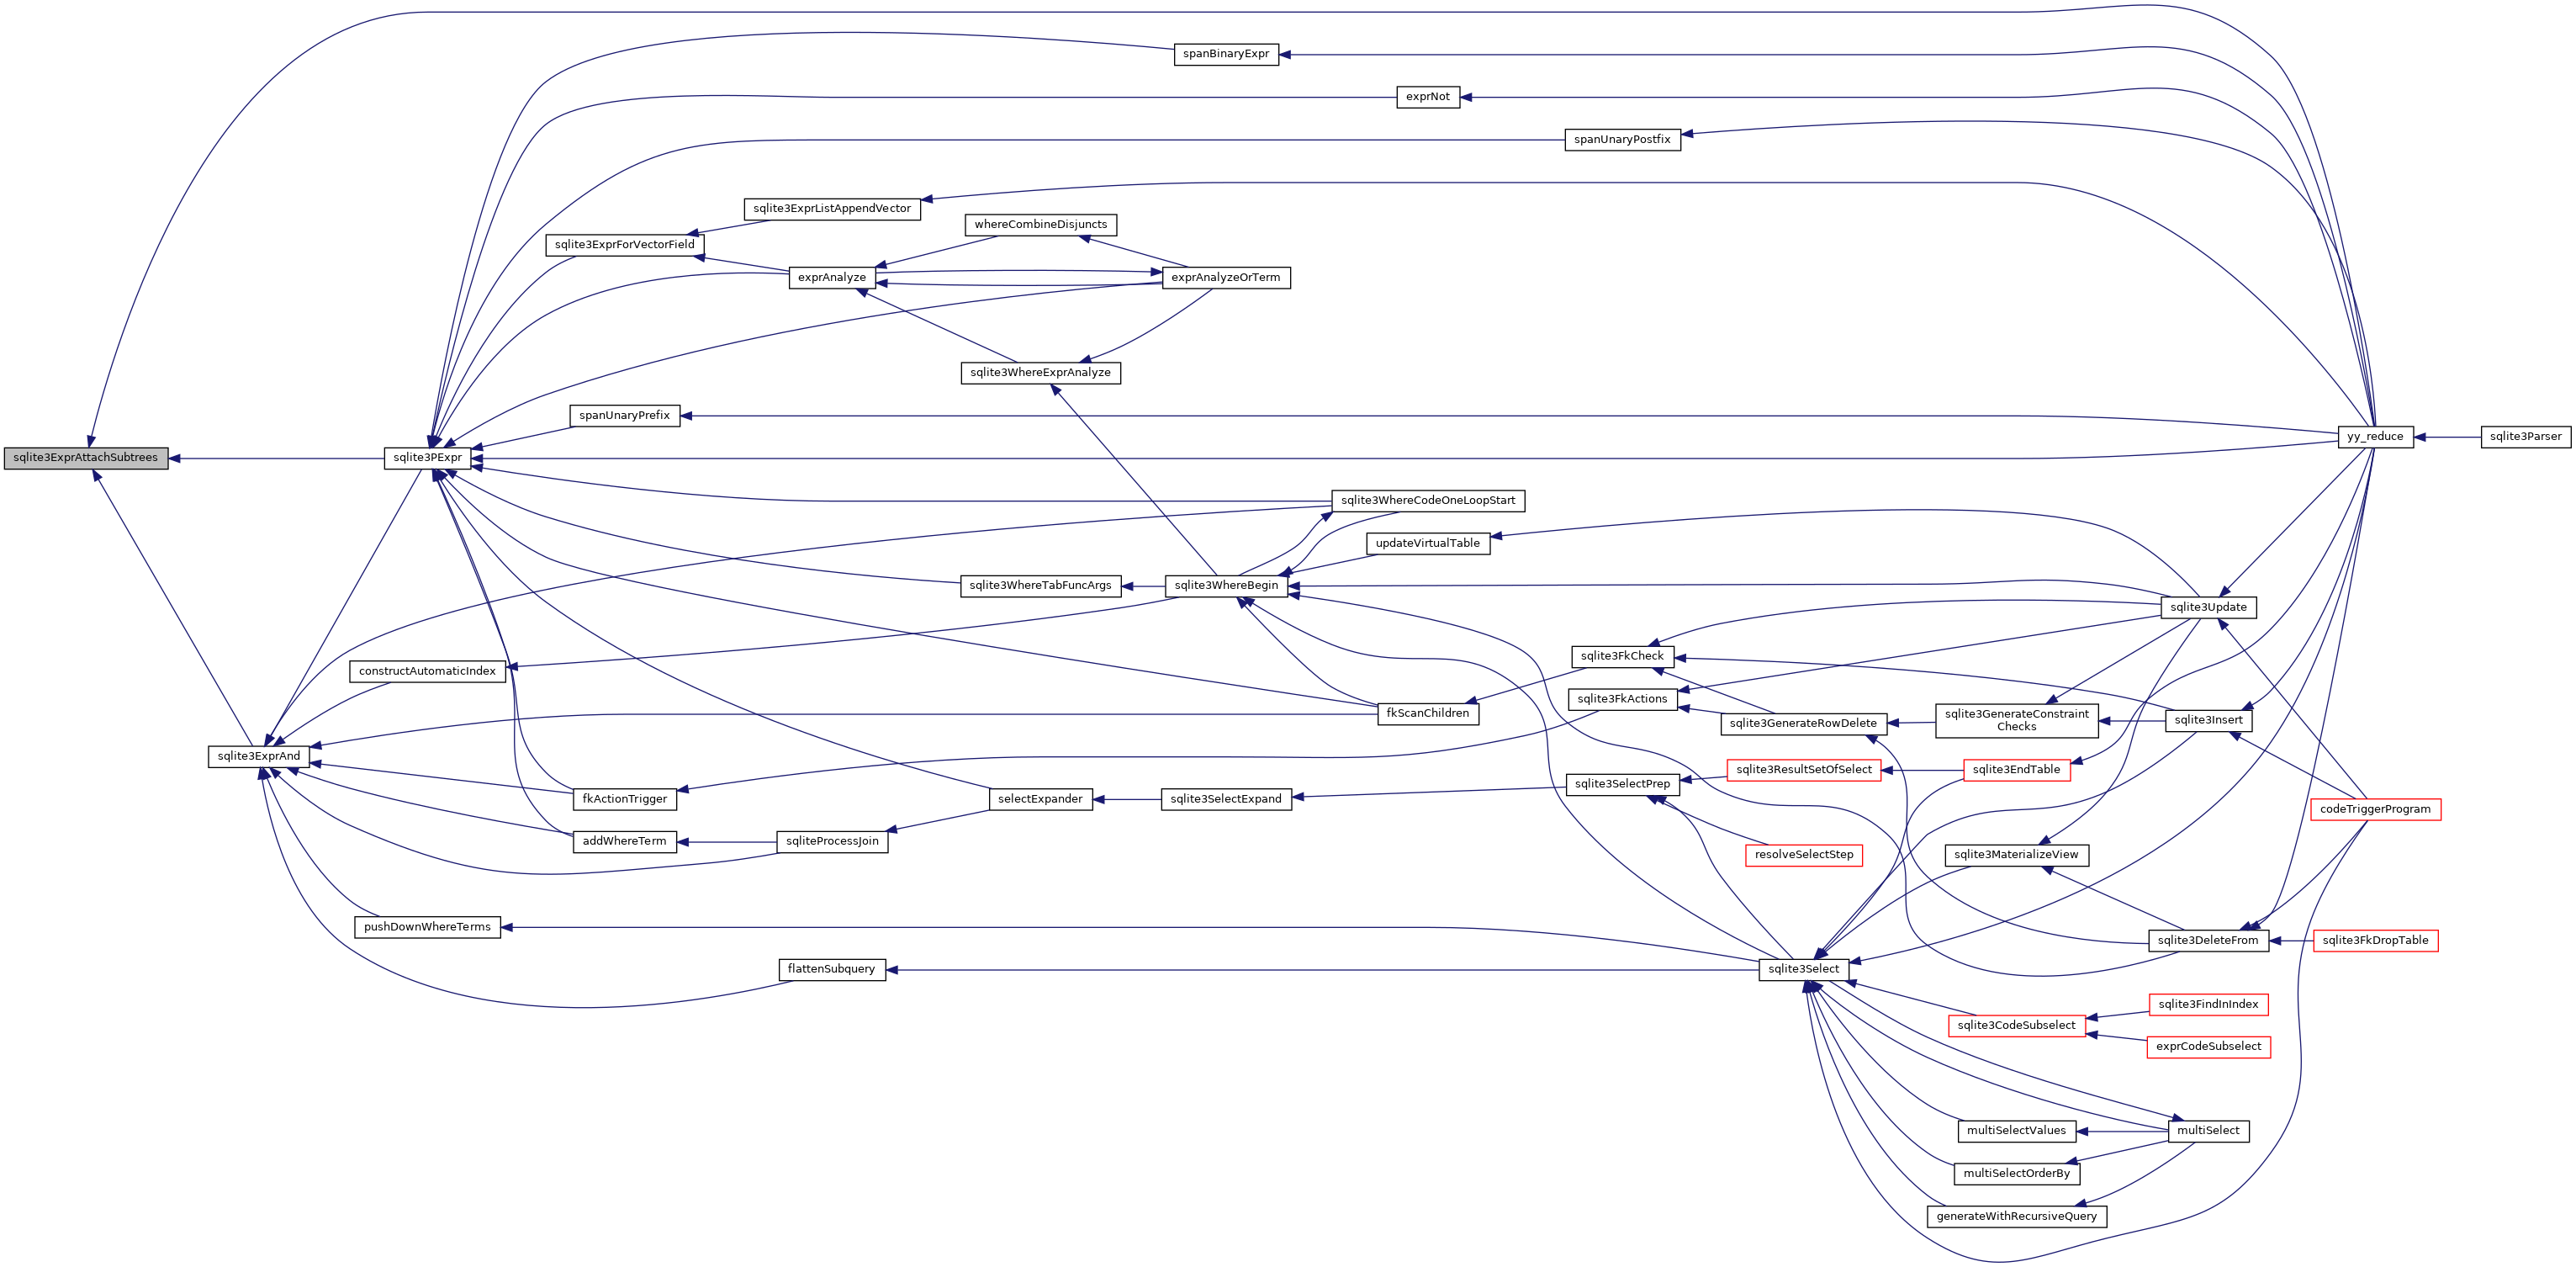 spanBinaryExpr
exprNot
spanUnaryPostfix
sqlite3ExprListAppendVector
whereCombineDisjuncts
sqlite3ExprForVectorField
exprAnalyze
exprAnalyzeOrTerm
sqlite3WhereExprAnalyze
spanUnaryPrefix
yy_reduce
sqlite3Parser
sqlite3ExprAttachSubtrees
sqlite3PExpr
sqlite3WhereCodeOneLoopStart
updateVirtualTable
sqlite3WhereTabFuncArgs
sqlite3WhereBegin
sqlite3Update
sqlite3FkCheck
constructAutomaticIndex
sqlite3FkActions
fkScanChildren
sqlite3GenerateRowDelete
sqlite3GenerateConstraint
Checks
sqlite3Insert
sqlite3ExprAnd
sqlite3ResultSetOfSelect
sqlite3EndTable
sqlite3SelectPrep
fkActionTrigger
selectExpander
sqlite3SelectExpand
codeTriggerProgram
addWhereTerm
sqliteProcessJoin
resolveSelectStep
sqlite3MaterializeView
pushDownWhereTerms
sqlite3DeleteFrom
sqlite3FkDropTable
flattenSubquery
sqlite3Select
sqlite3FindInIndex
sqlite3CodeSubselect
exprCodeSubselect
multiSelectValues
multiSelect
multiSelectOrderBy
generateWithRecursiveQuery